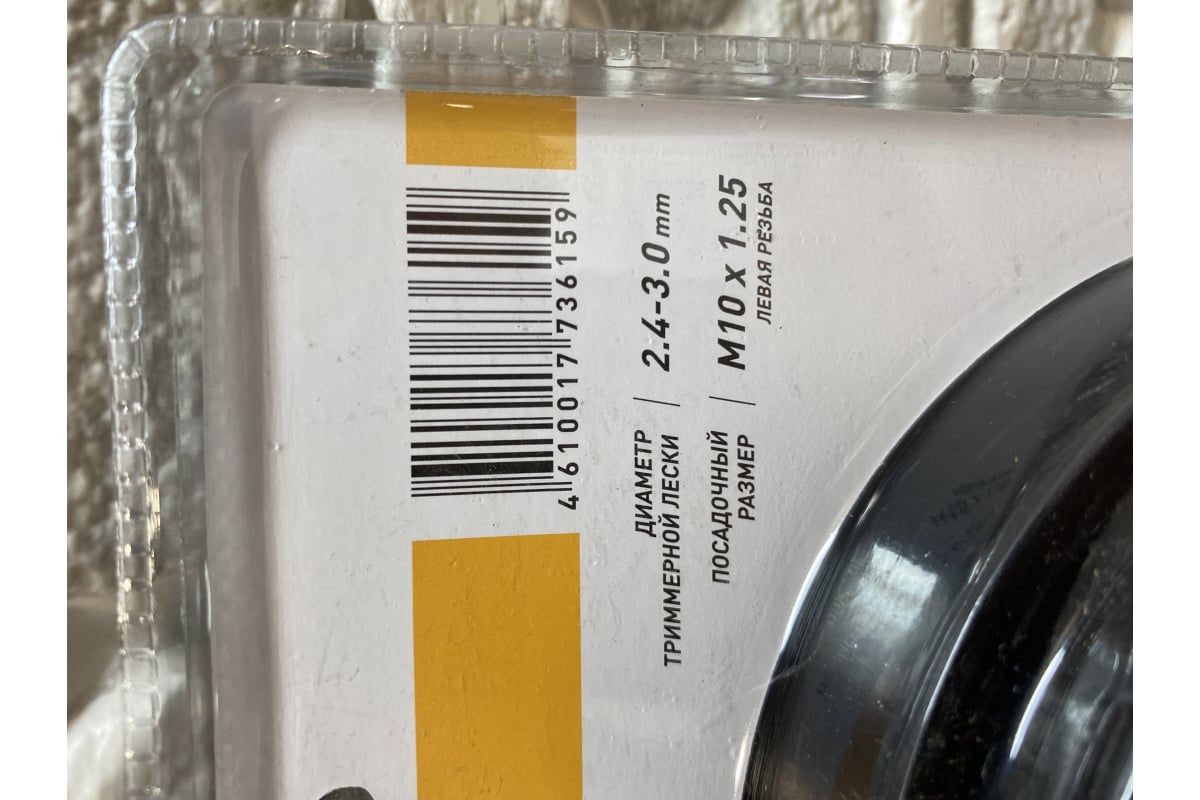 4610017736159
ДИАМЕТР
ТРИММЕРНОЙ ЛЕСКИ
2.4-3.0 mm
ПОСАДОЧНЫЙ
РАЗМЕР
M10 x 1.25
ЛЕВАЯ РЕЗЬБА